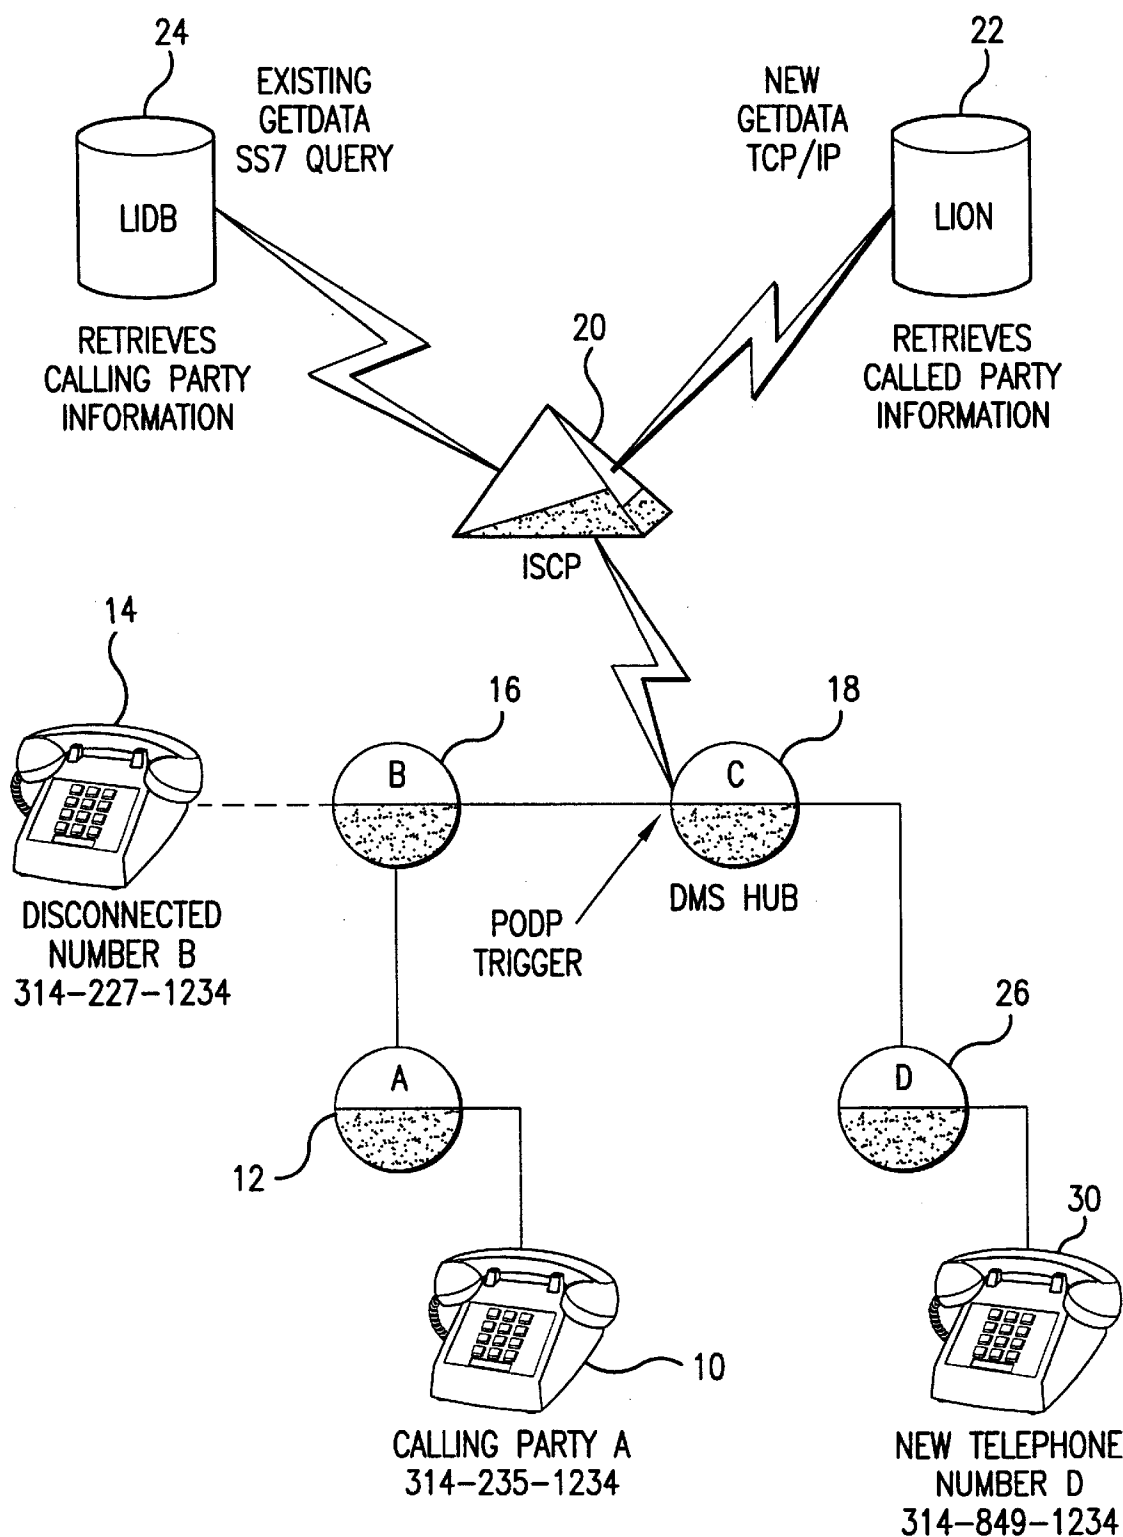 24
22
EXISTING
GETDATA
SS7 QUERY
NEW
GETDATA
TCP/IP
LIDB
LION
RETRIEVES
CALLING PARTY
INFORMATION
20
RETRIEVES
CALLED PARTY
INFORMATION
ISCP
14
16
18
B
C
DMS HUB
PODP
TRIGGER
DISCONNECTED
NUMBER B
314-227-1234
26
A
D
12
30
10
CALLING PARTY A
314-235-1234
NEW TELEPHONE
NUMBER D
314-849-1234